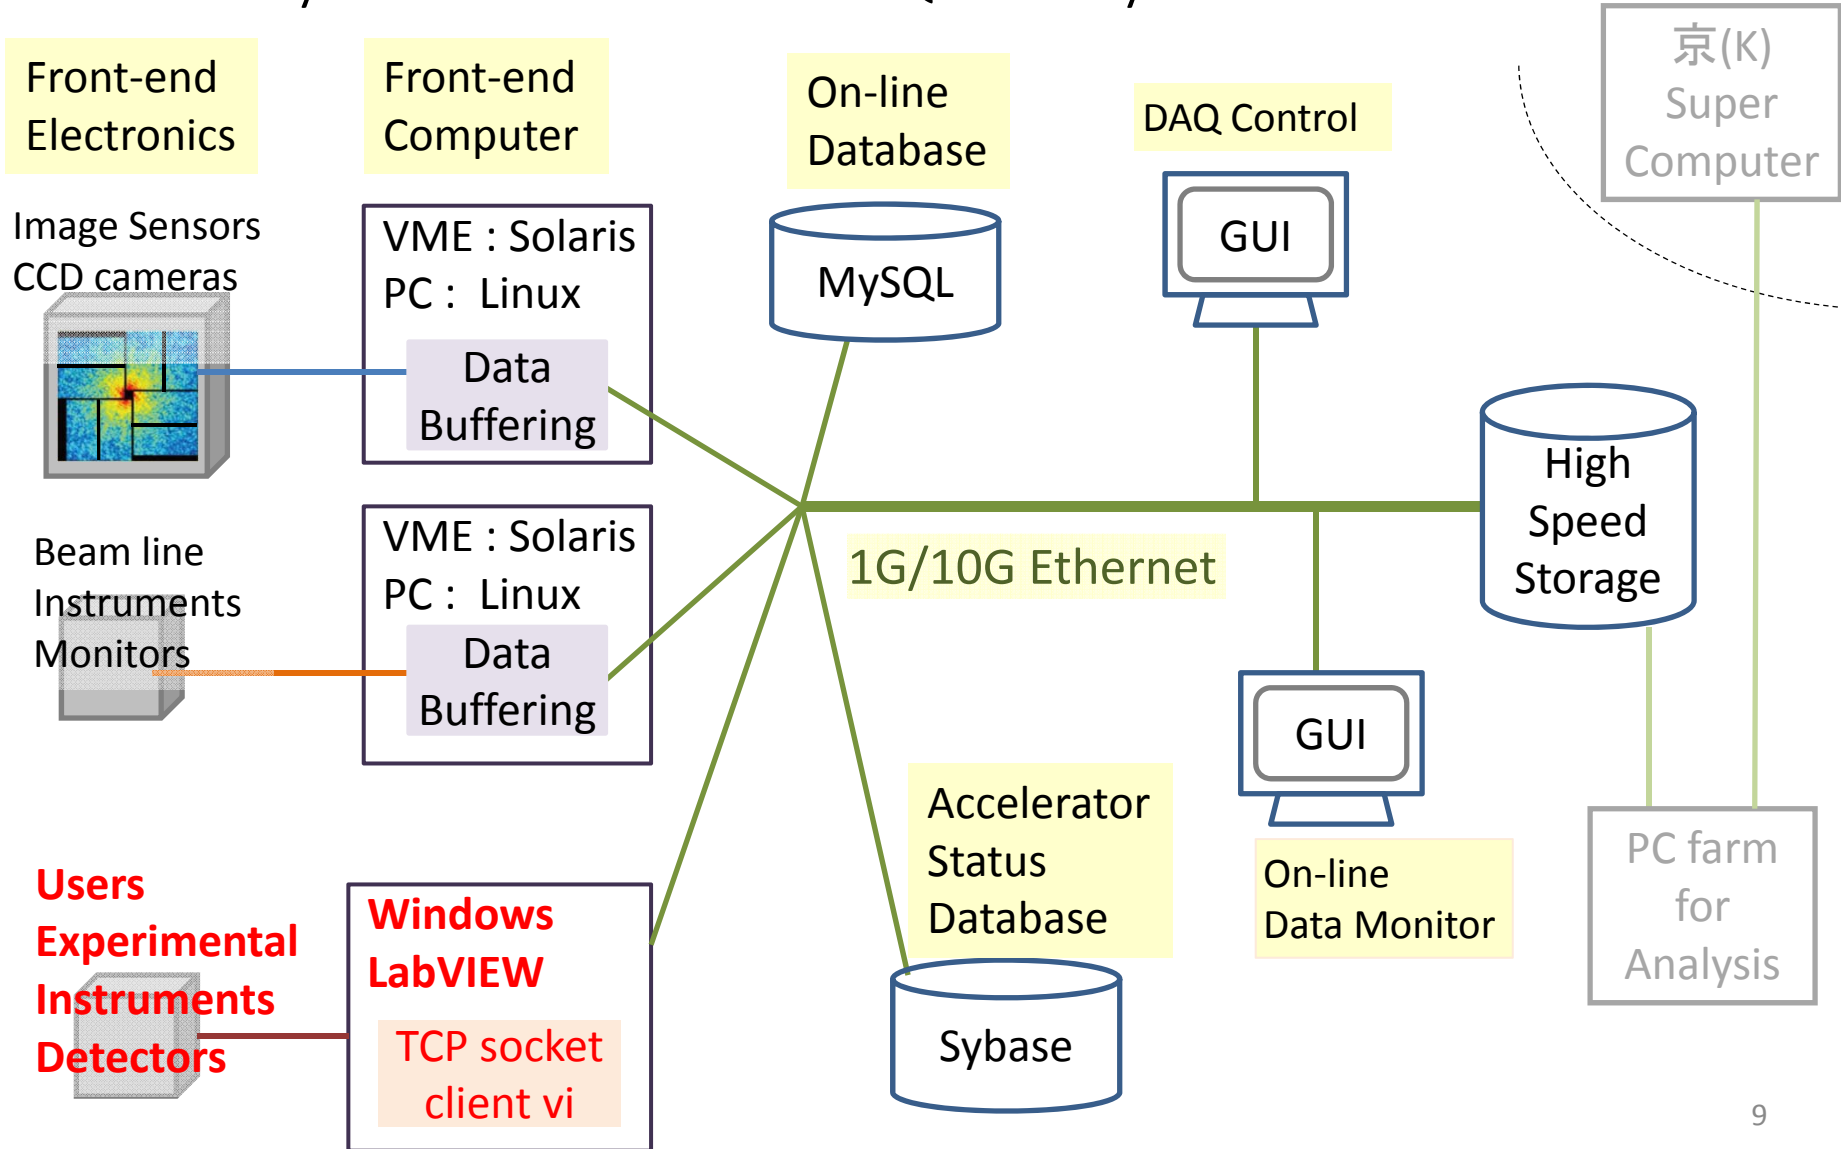 Front-end
Electronics
Front-end
Computer
On-line
Database
DAQ Control
京(K)
Super
Computer
Image Sensors
CCD cameras
VME : Solaris
PC :  Linux
Data
Buffering
MySQL
GUI
High
Speed
Storage
Beam line
Instruments
Monitors
VME : Solaris
PC :  Linux
Data
Buffering
1G/10G Ethernet
GUI
Accelerator
Status
Database
On-line
Data Monitor
PC farm
for
Analysis
Users
Experimental
Instruments
Detectors
Windows
LabVIEW
TCP socket
client vi
Sybase
9